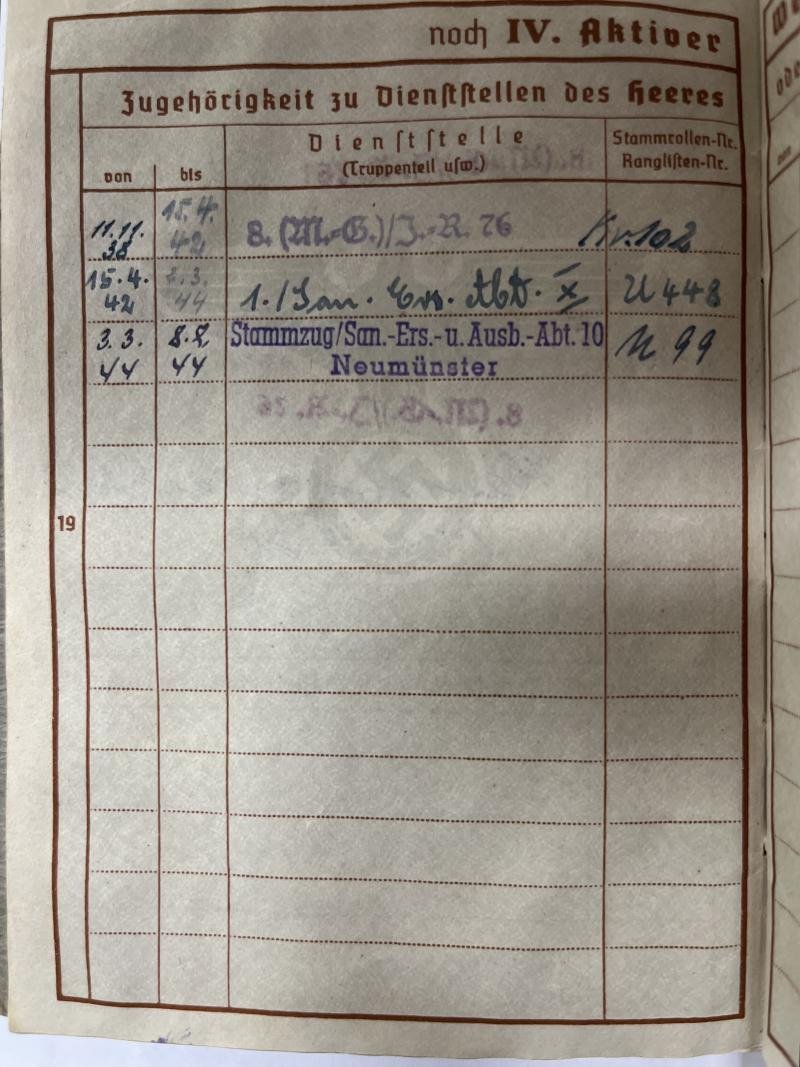 noch IV. Aktiver
Zugehörigkeit zu Dienststellen des Heeres
von
bis
Dienststelle
(Truppenteil usw.)
Stammrollen-Nr.
Ranglisten-Nr.
11.11.
38
15.4.
42
8. (M.-G.)/J.-R. 76
Kr.102
15.4.
42
2.3.
44
1./San. Ers. Abt. X
U 448
3.3.
44
8.8.
44
Stammzug/San.-Ers.-u. Ausb.-Abt. 10
Neumünster
N 99
19